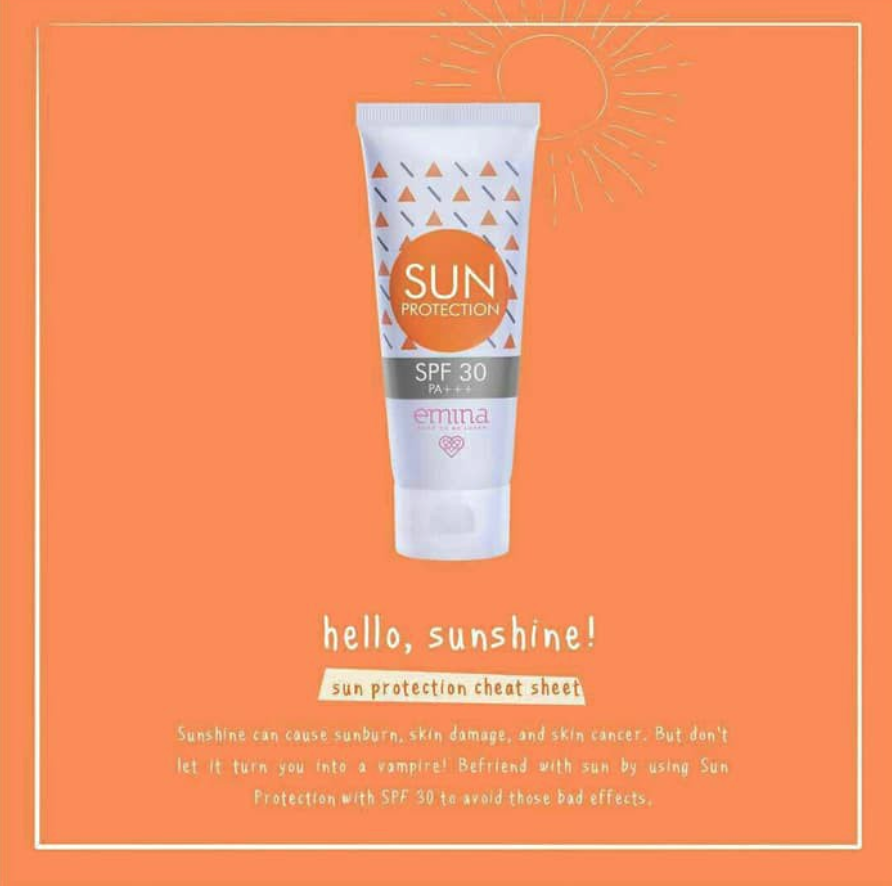 SUN
PROTECTION
SPF 30
PA+++
emina
hello, sunshine!
sun protection cheat sheet
Sunshine can cause sunburn, skin damage, and skin cancer. But don't
let it turn you into a vampire! Befriend with sun by using Sun
Protection with SPF 30 to avoid those bad effects.